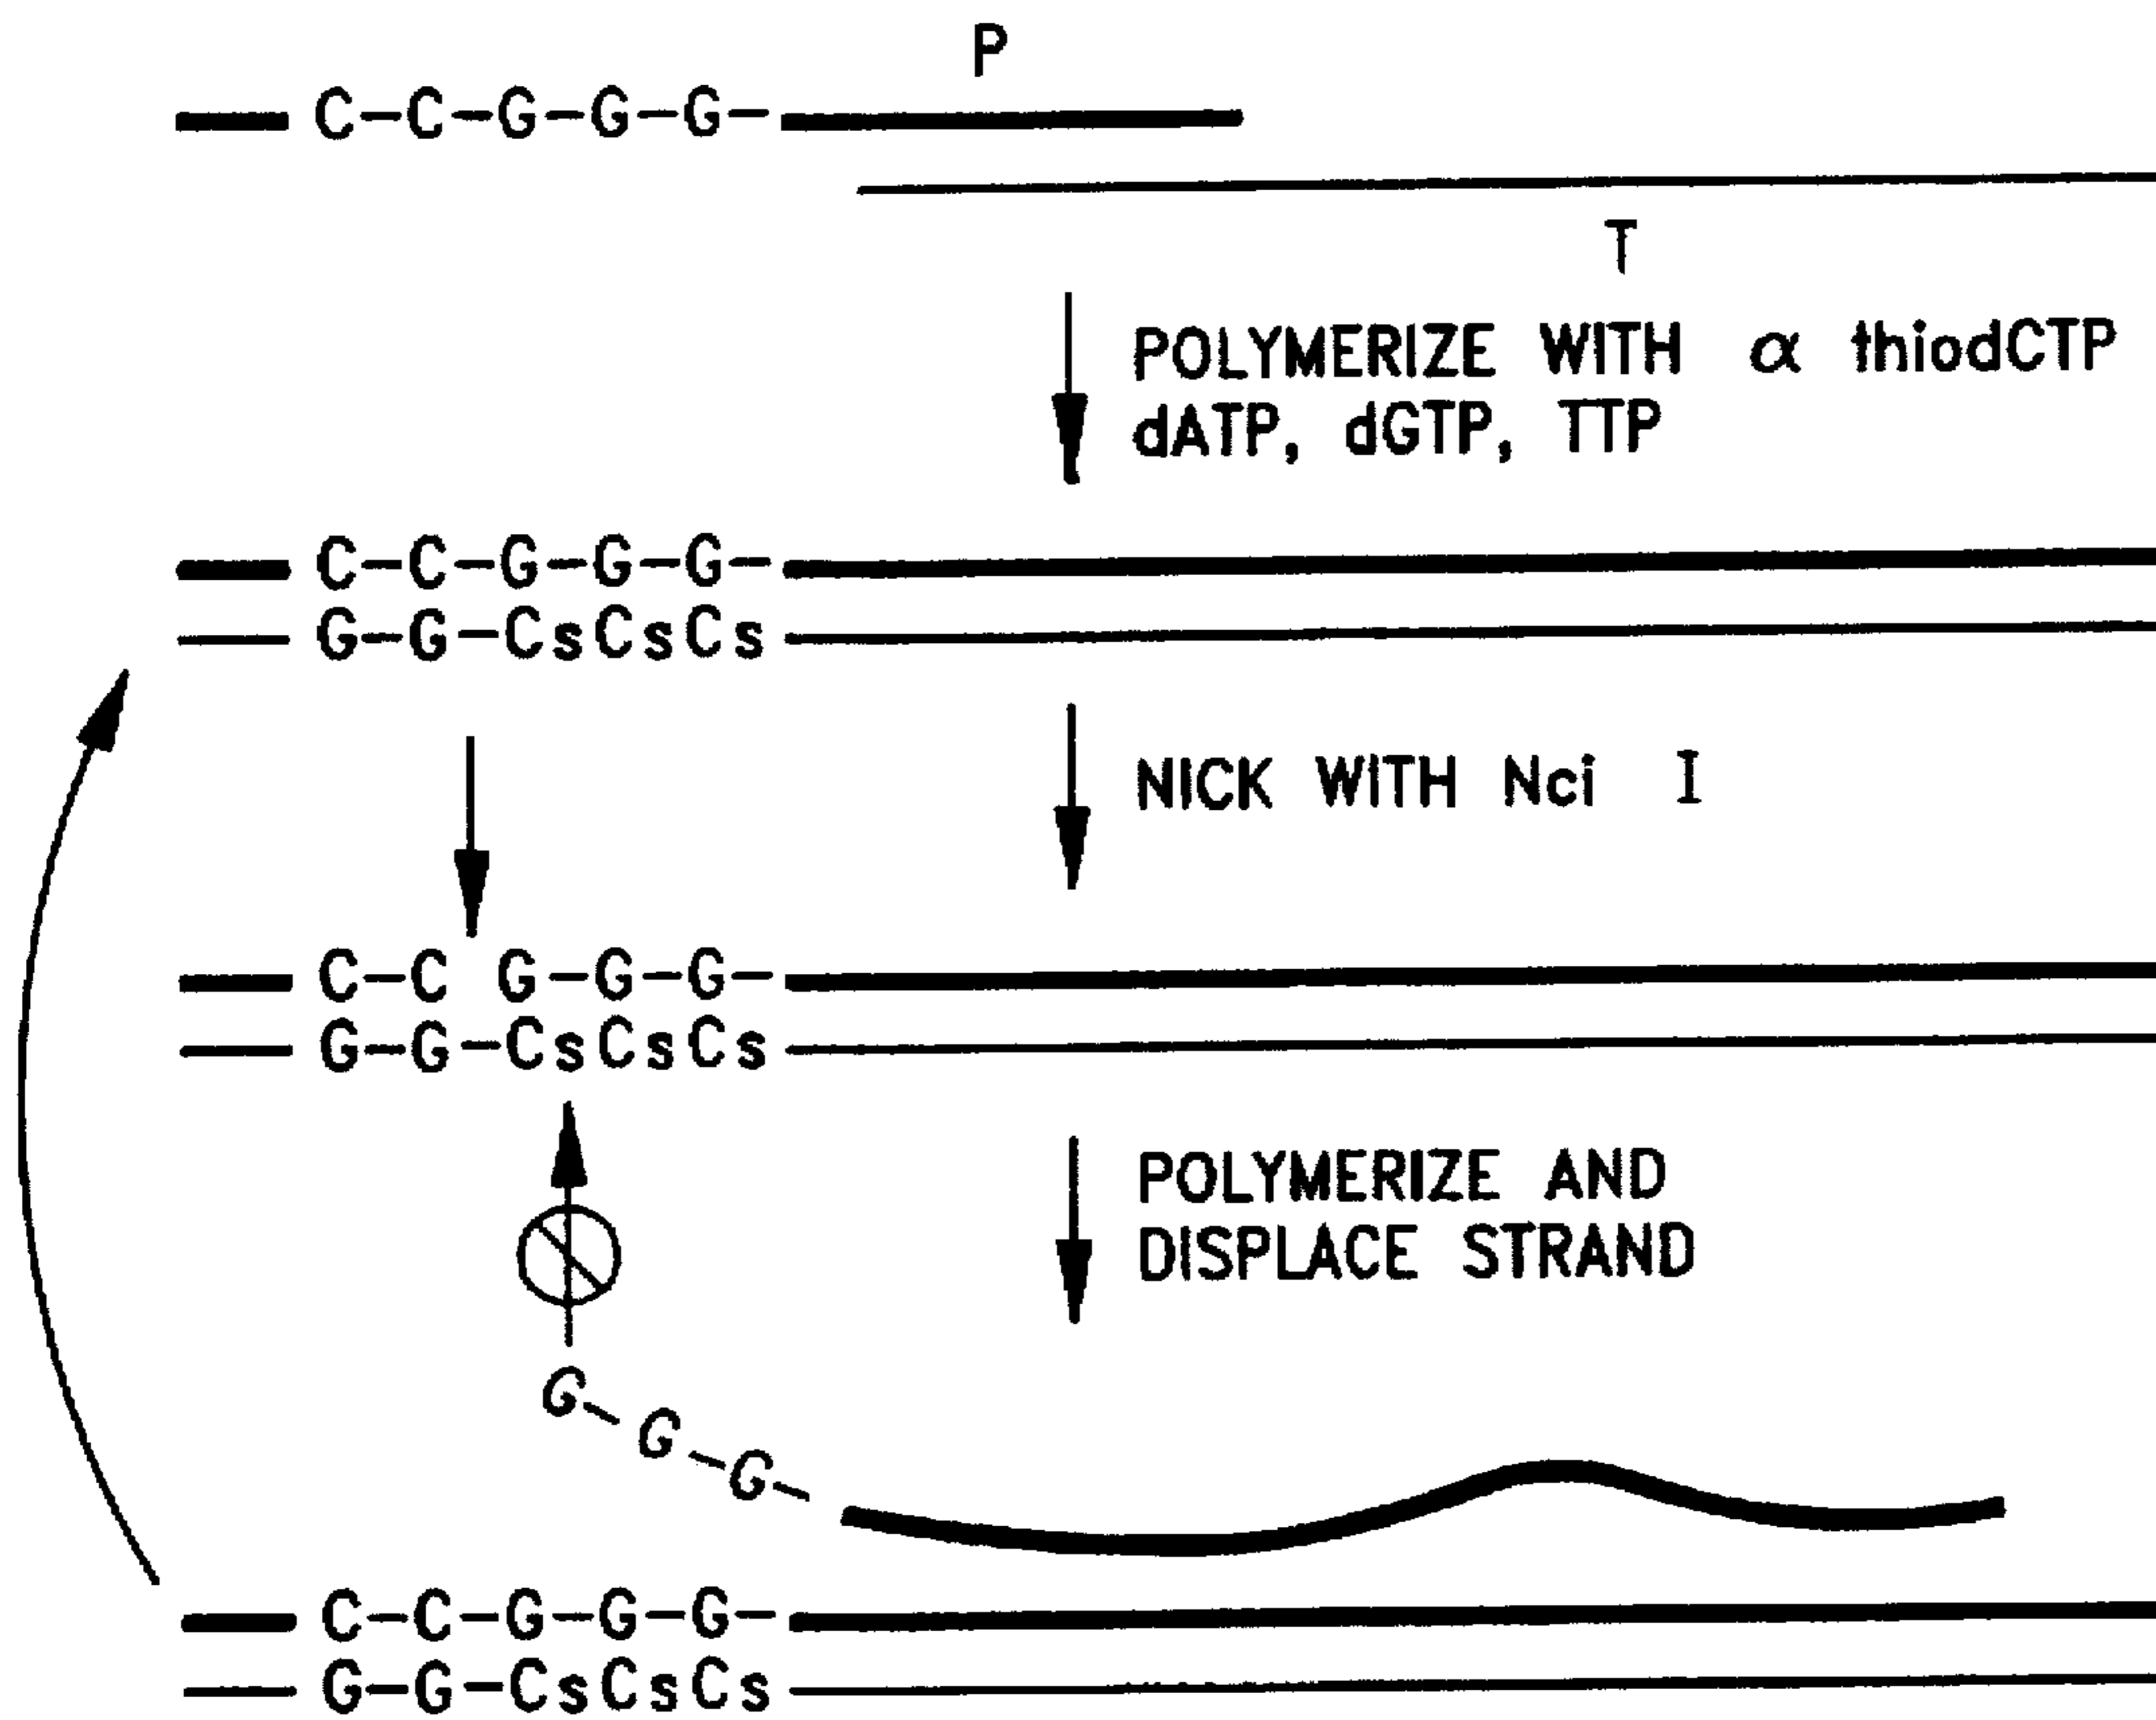 P
C-C-G-G-G-
T
POLYMERIZE WITH α thiodCTP
dATP, dGTP, TTP
C-C-G-G-G-
G-G-CsCsCs
NICK WITH Nci I
C-C G-G-G-
G-G-CsCsCs
POLYMERIZE AND
DISPLACE STRAND
G-G-G-
C-C-G-G-G-
G-G-CsCsCs